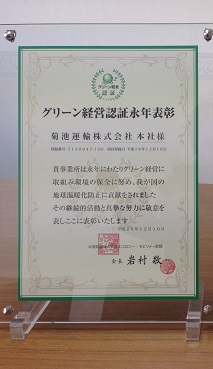 グリーン経営
認証
グリーン経営認証永年表彰
菊池運輸株式会社 本社様
貴事業所は永年にわたりグリーン経営に
取組み環境の保全に努め、我が国の
地球温暖化防止に貢献をされました
その継続的活動と真摯な努力に敬意を
表しここに表彰いたします
会長 岩村 敬